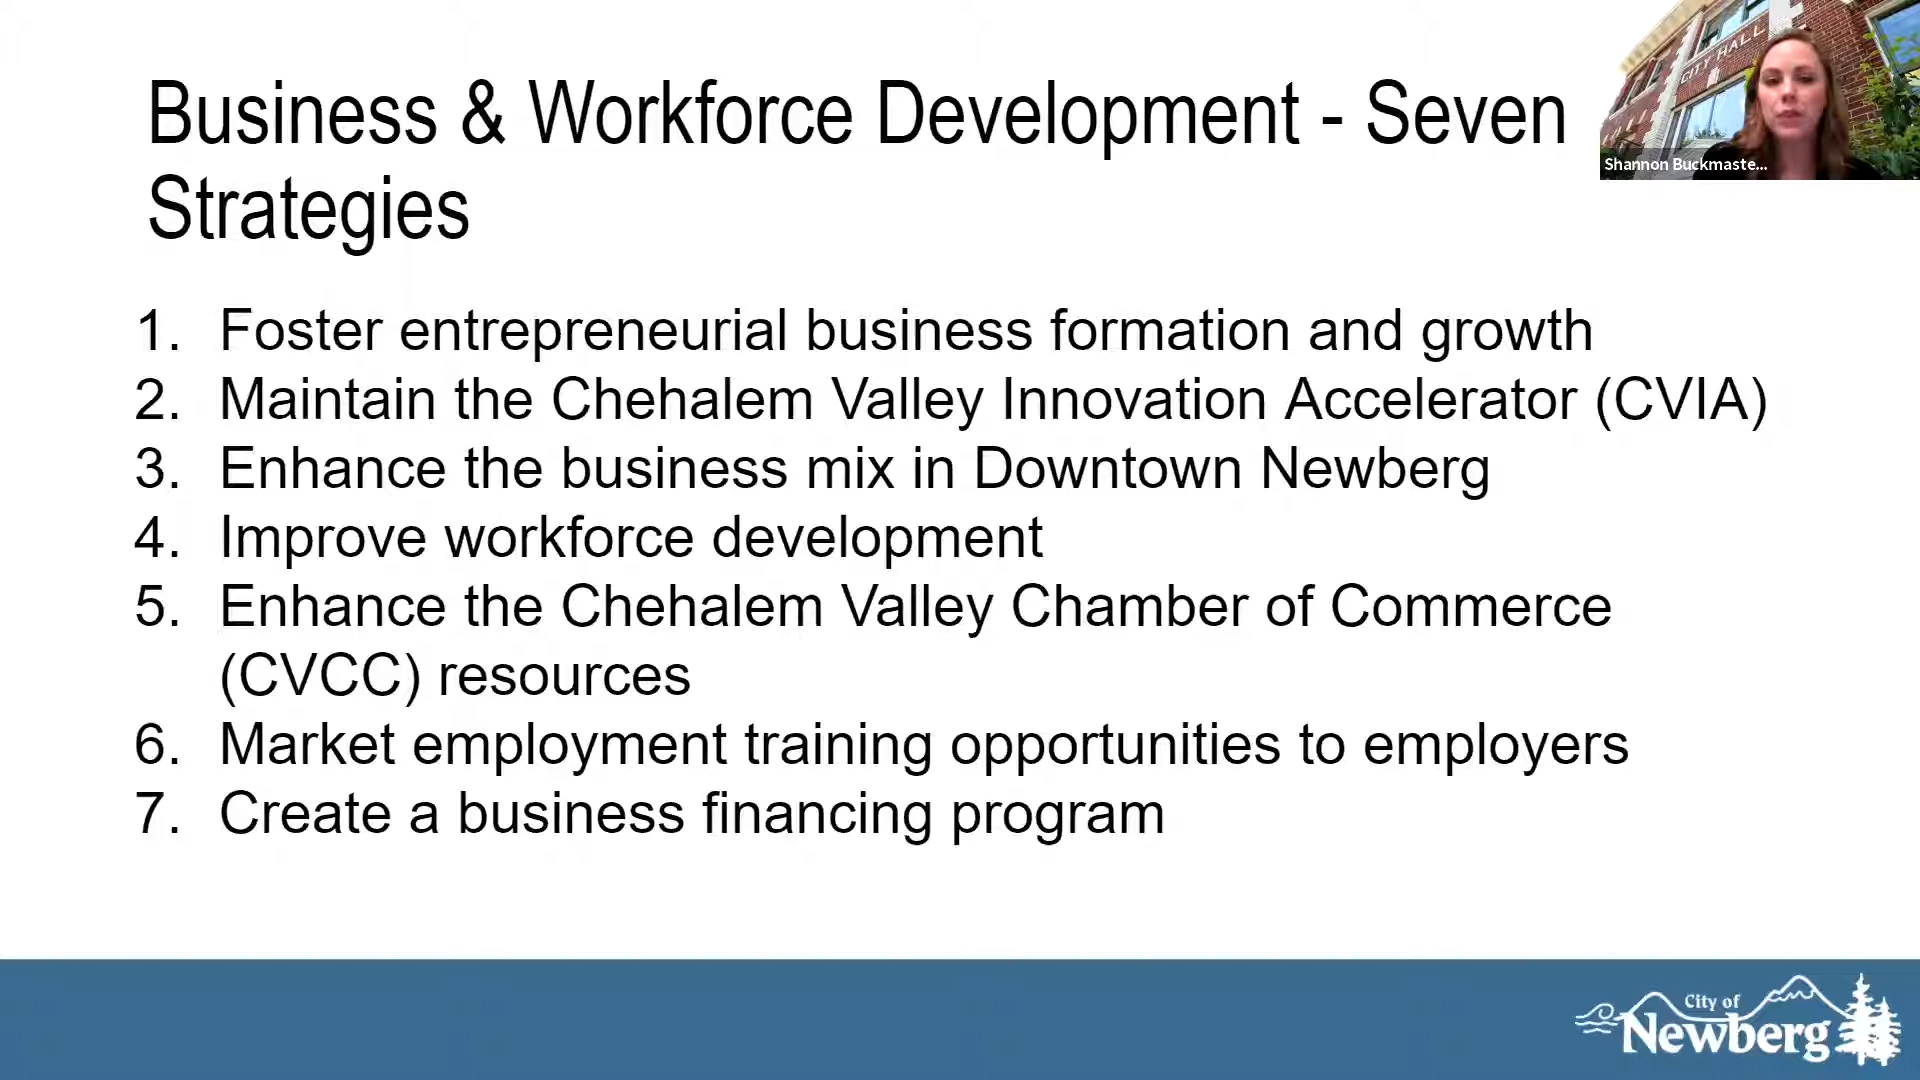 Business & Workforce Development - Seven
Strategies
CITY HALL
Shannon Buckmaste...
1. Foster entrepreneurial business formation and growth
2. Maintain the Chehalem Valley Innovation Accelerator (CVIA)
3. Enhance the business mix in Downtown Newberg
4. Improve workforce development
5. Enhance the Chehalem Valley Chamber of Commerce
(CVCC) resources
6. Market employment training opportunities to employers
7. Create a business financing program
City of
Newberg